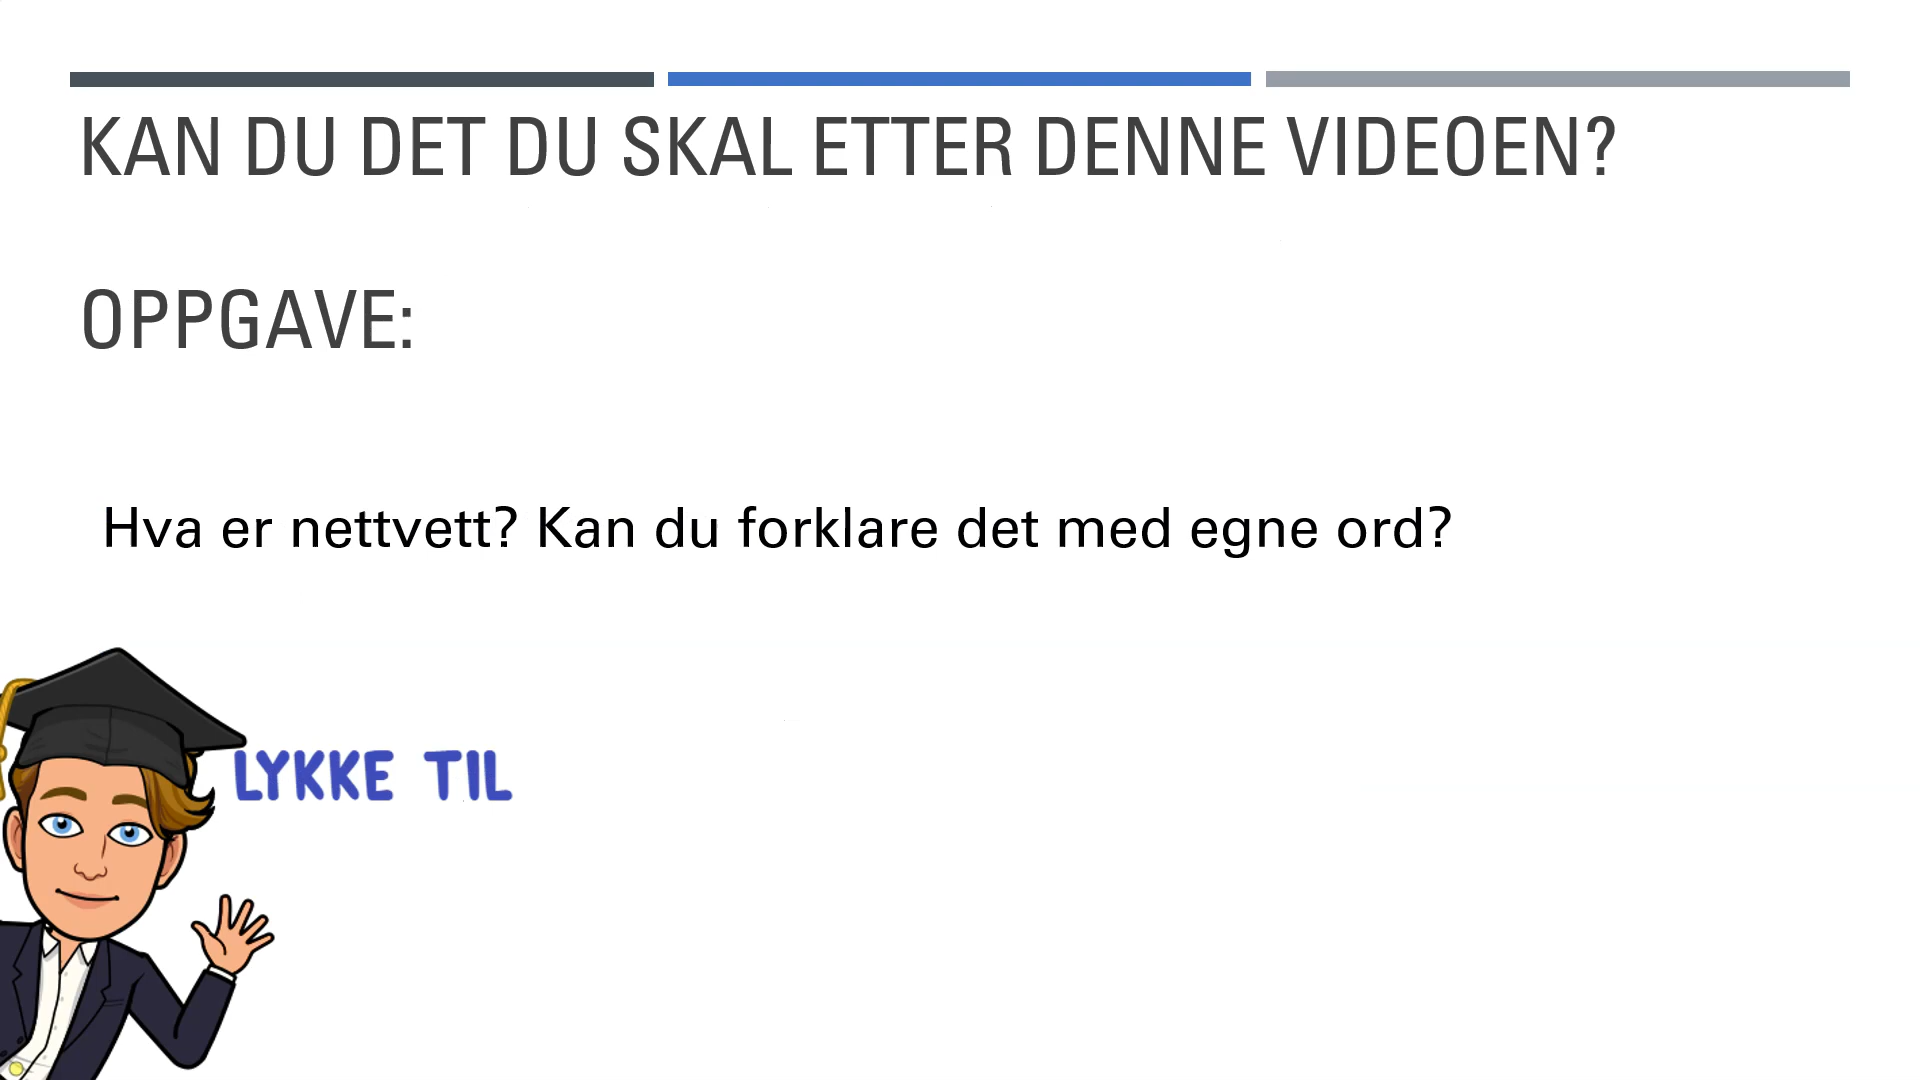 KAN DU DET DU SKAL ETTER DENNE VIDEOEN?
OPPGAVE:
Hva er nettvett? Kan du forklare det med egne ord?
LYKKE TIL